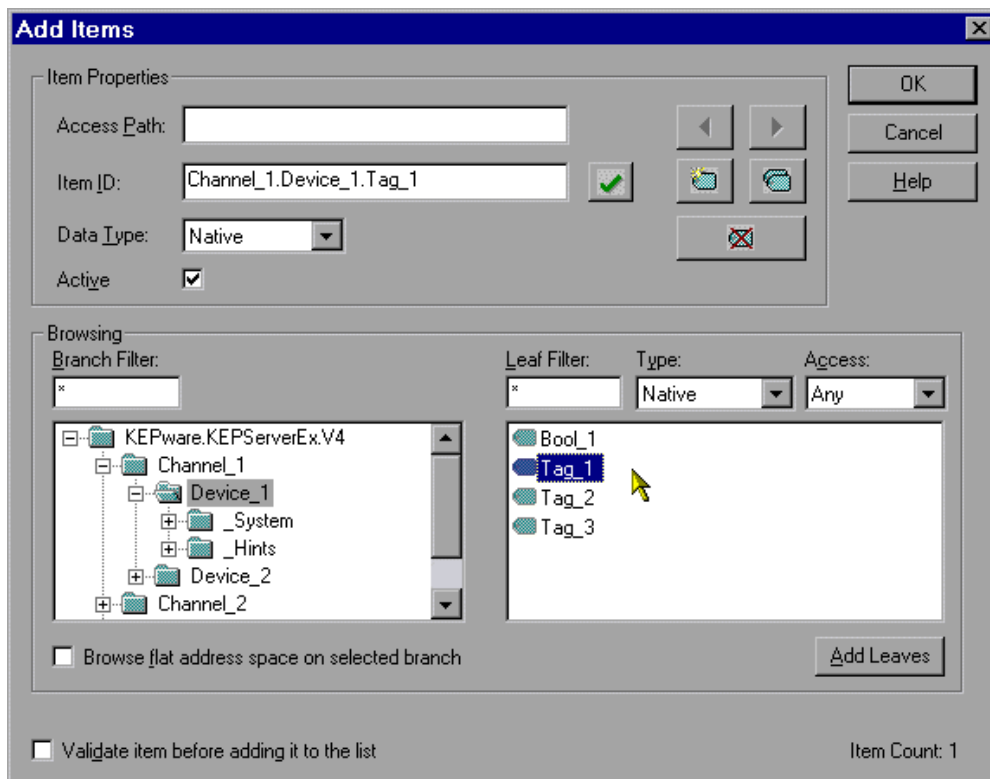 Add Items
Item Properties
Access Path:
OK
Cancel
Item ID:
Channel_1.Device_1.Tag_1
Help
Data Type:
Native
Active
Browsing
Branch Filter:
Leaf Filter:
Type:
Access:
*
*
Native
Any
KEPware.KEPServerEx.V4
Channel_1
Device_1
_System
_Hints
Device_2
Channel_2
Bool_1
Tag_1
Tag_2
Tag_3
Browse flat address space on selected branch
Add Leaves
Validate item before adding it to the list
Item Count: 1